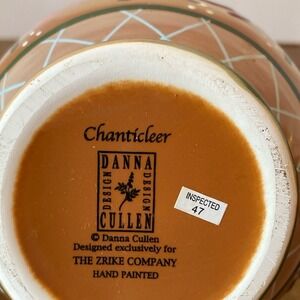 Chanticleer
DANNA
DESIGN
DESIGN
CULLEN
© Danna Cullen
Designed exclusively for
THE ZRIKE COMPANY
HAND PAINTED
INSPECTED
47